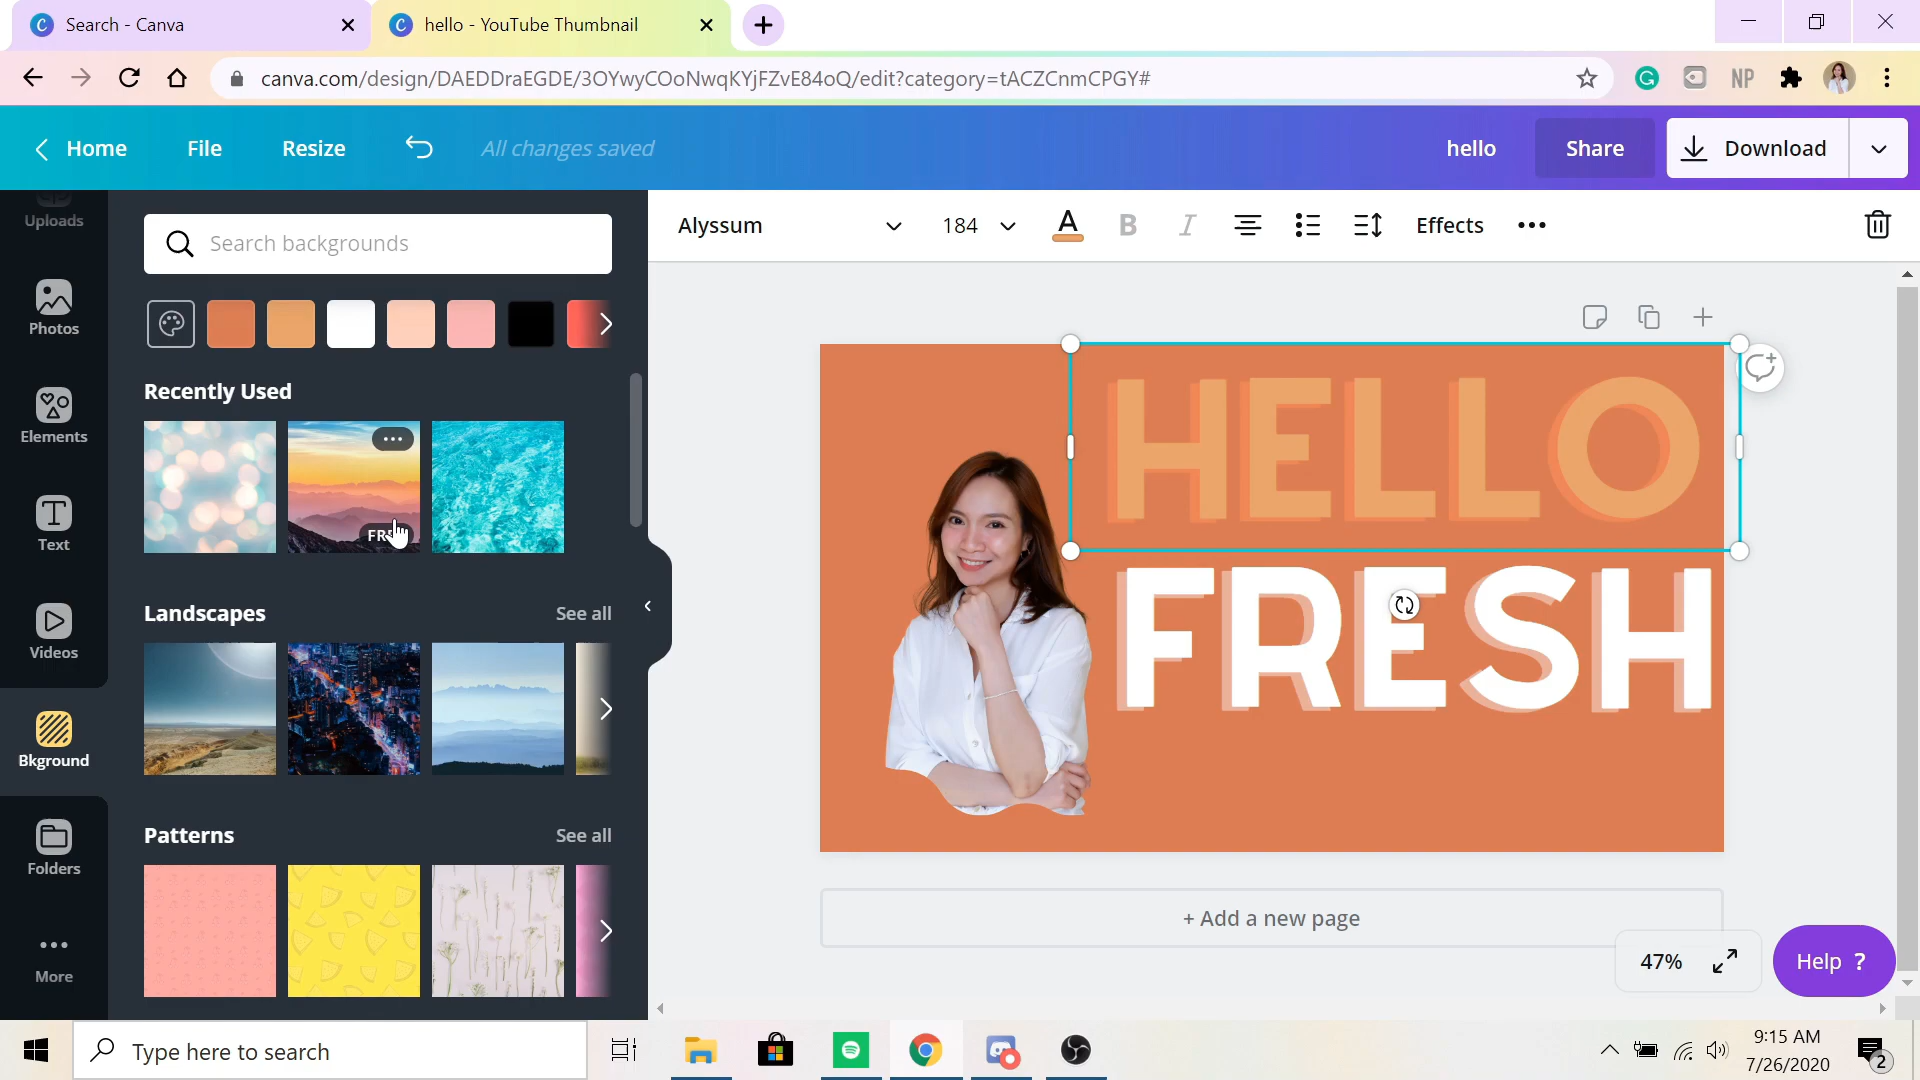 Search - Canva
hello - YouTube Thumbnail
canva.com/design/DAEDDraEGDE/3OYwyCOoNwqKYjFZvE84oQ/edit?category=tACZCnmCPGY#
NP
Home
File
Resize
All changes saved
hello
Share
Download
Uploads
Photos
Elements
Text
Videos
Bkground
Folders
More
Search backgrounds
Recently Used
Landscapes
See all
Patterns
See all
Alyssum
184
A
B
I
Effects
HELLO
FRESH
+ Add a new page
47%
Help ?
Type here to search
9:15 AM
7/26/2020
2